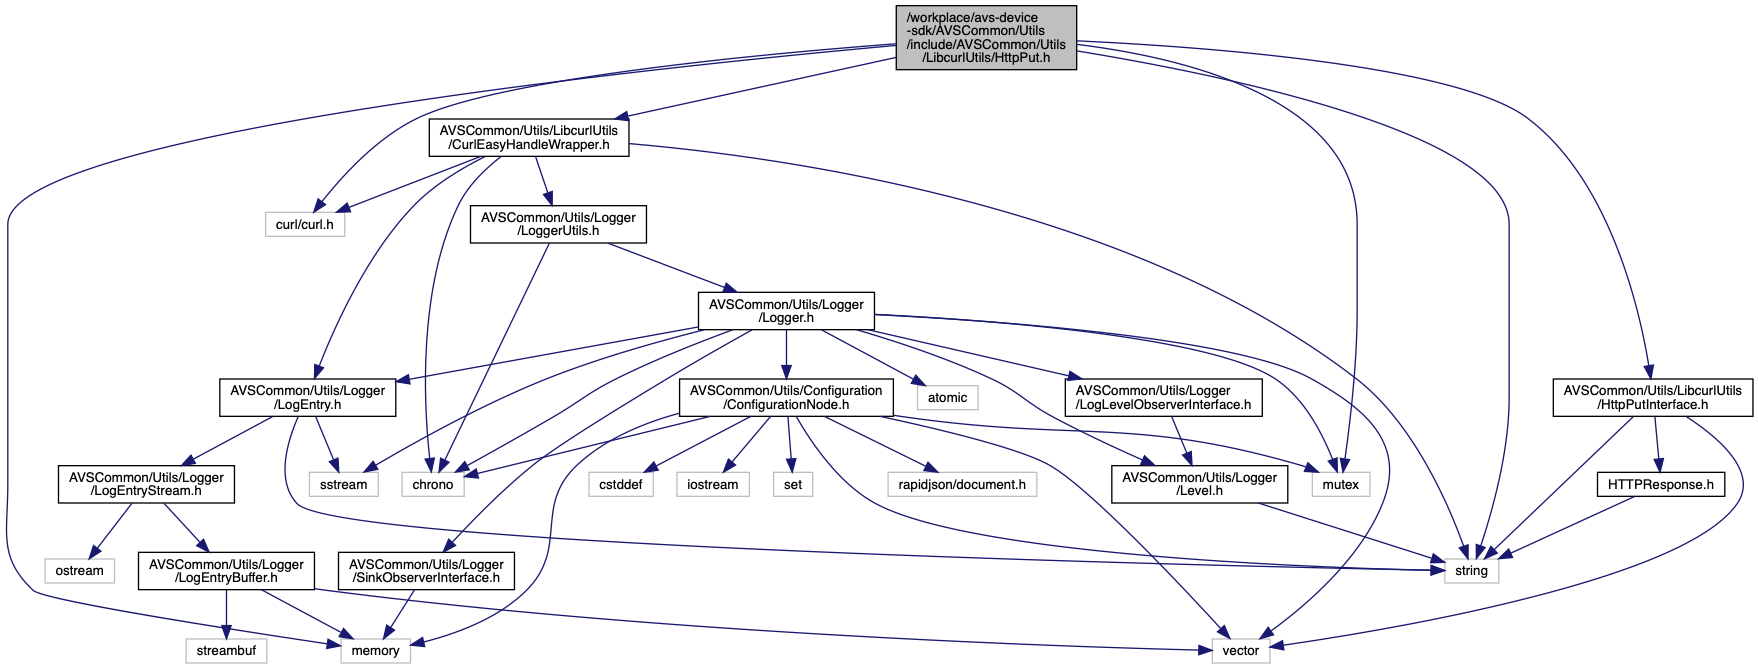 /workplace/avs-device
-sdk/AVSCommon/Utils
/include/AVSCommon/Utils
/LibcurlUtils/HttpPut.h
AVSCommon/Utils/LibcurlUtils
/CurlEasyHandleWrapper.h
curl/curl.h
AVSCommon/Utils/Logger
/LoggerUtils.h
AVSCommon/Utils/Logger
/Logger.h
AVSCommon/Utils/Logger
/LogEntry.h
AVSCommon/Utils/Configuration
/ConfigurationNode.h
atomic
AVSCommon/Utils/Logger
/LogLevelObserverInterface.h
AVSCommon/Utils/LibcurlUtils
/HttpPutInterface.h
AVSCommon/Utils/Logger
/LogEntryStream.h
sstream
chrono
cstddef
iostream
set
rapidjson/document.h
AVSCommon/Utils/Logger
/Level.h
mutex
HTTPResponse.h
ostream
AVSCommon/Utils/Logger
/LogEntryBuffer.h
AVSCommon/Utils/Logger
/SinkObserverInterface.h
string
streambuf
memory
vector